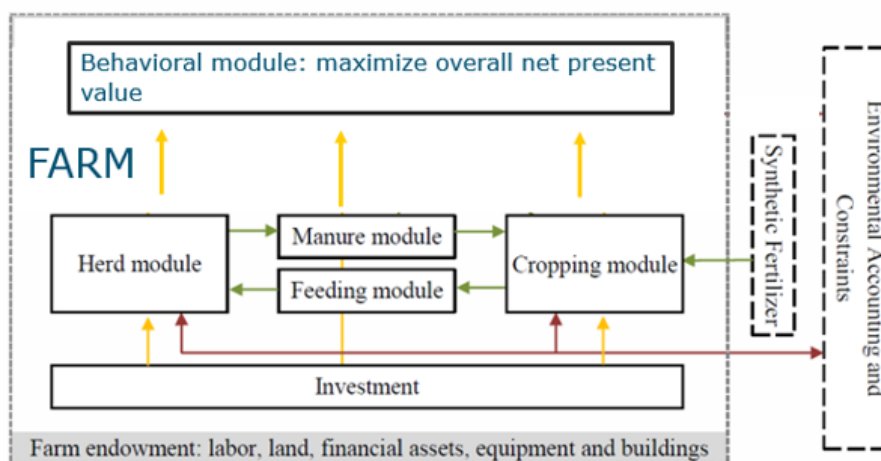 Behavioral module: maximize overall net present
value
FARM
Herd module
Manure module
Feeding module
Cropping module
Synthetic Fertilizer
Environmental Accounting and
Constraints
Investment
Farm endowment: labor, land, financial assets, equipment and buildings